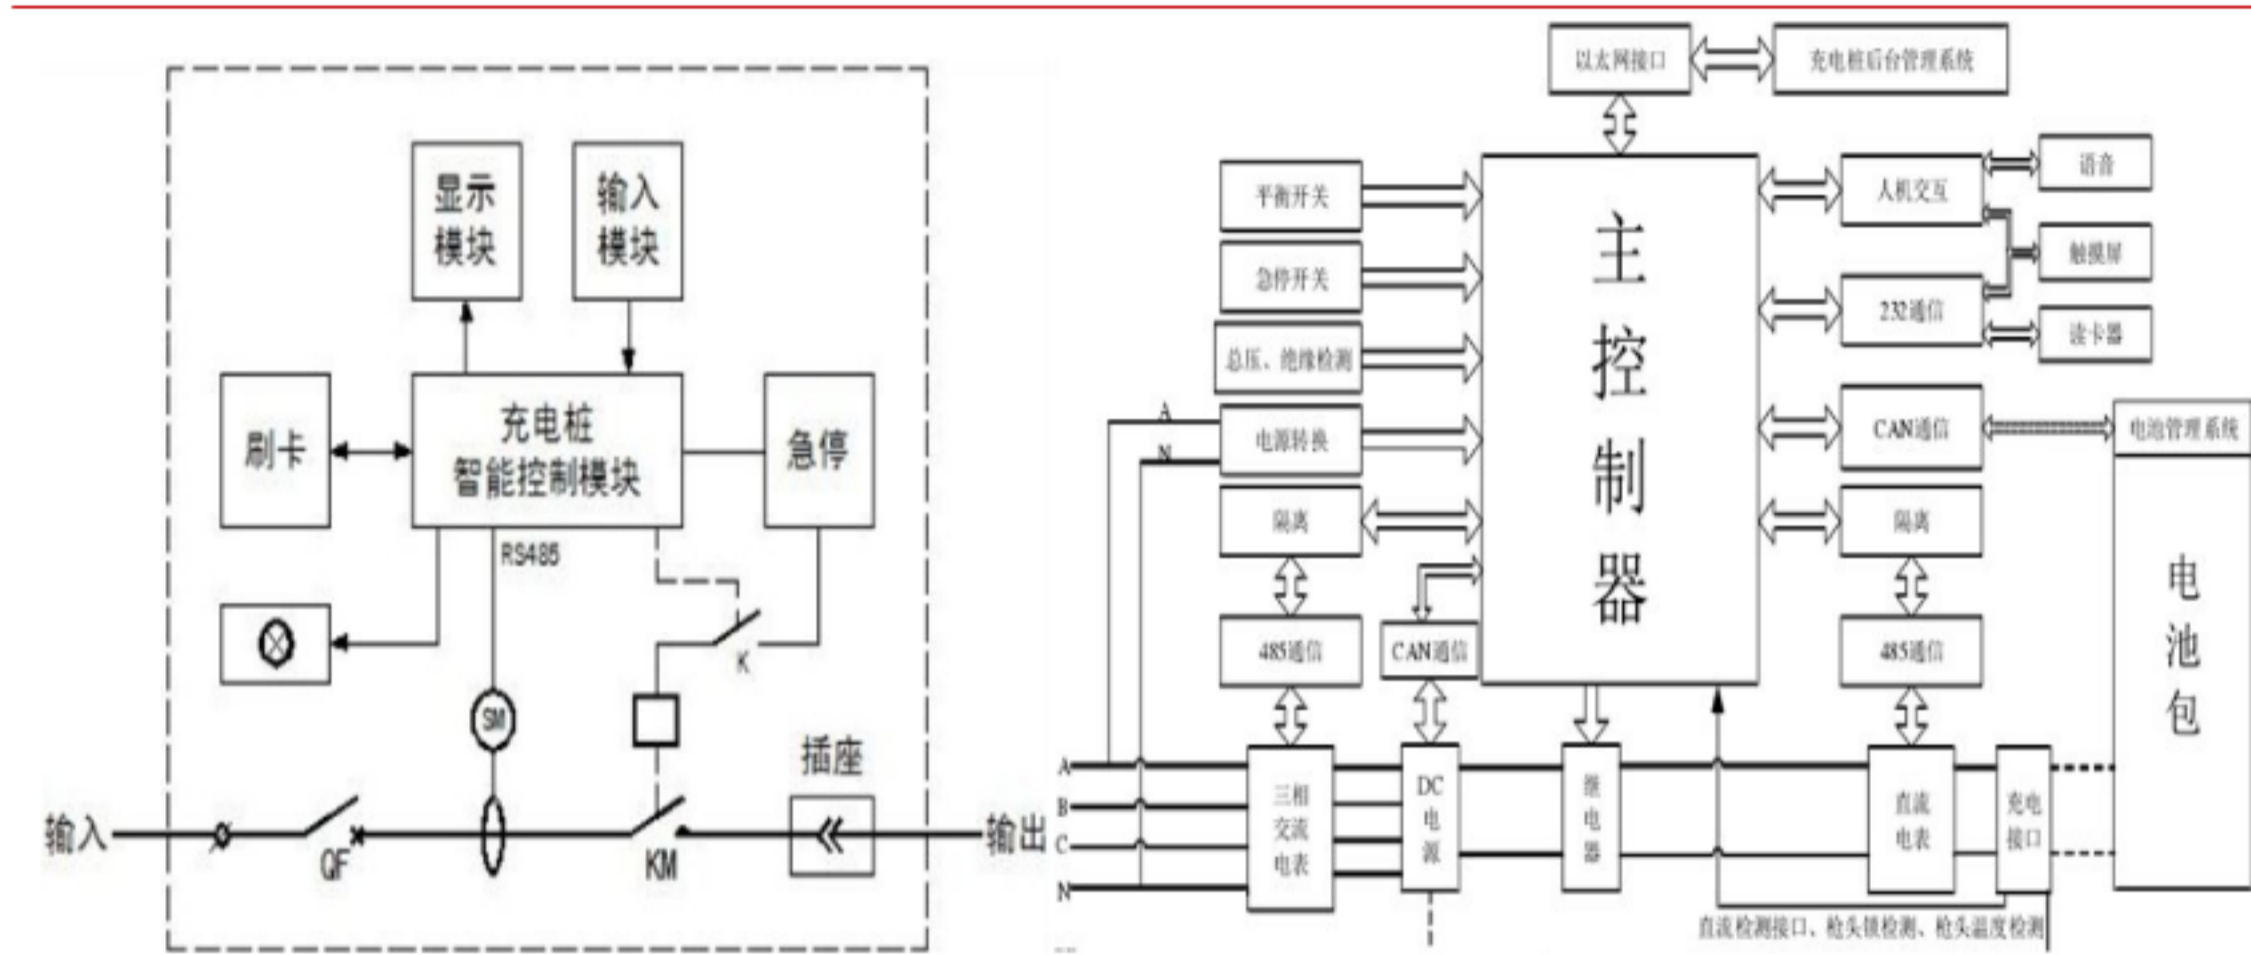 显示
模块
输入
模块
刷卡
充电桩
智能控制模块
急停
RS485
K
SM
插座
输入
QF
KM
输出
以太网接口
充电桩后台管理系统
平衡开关
急停开关
总压、绝缘检测
A
电源转换
N
隔离
485通信
CAN通信
主
控
制
器
人机交互
语音
触摸屏
232通信
读卡器
CAN通信
电池管理系统
隔离
485通信
电
池
包
A
B
C
N
三相
交流
电表
DC
电
源
继
电
器
直流
电表
充电
接口
直流检测接口、枪头锁检测、枪头温度检测